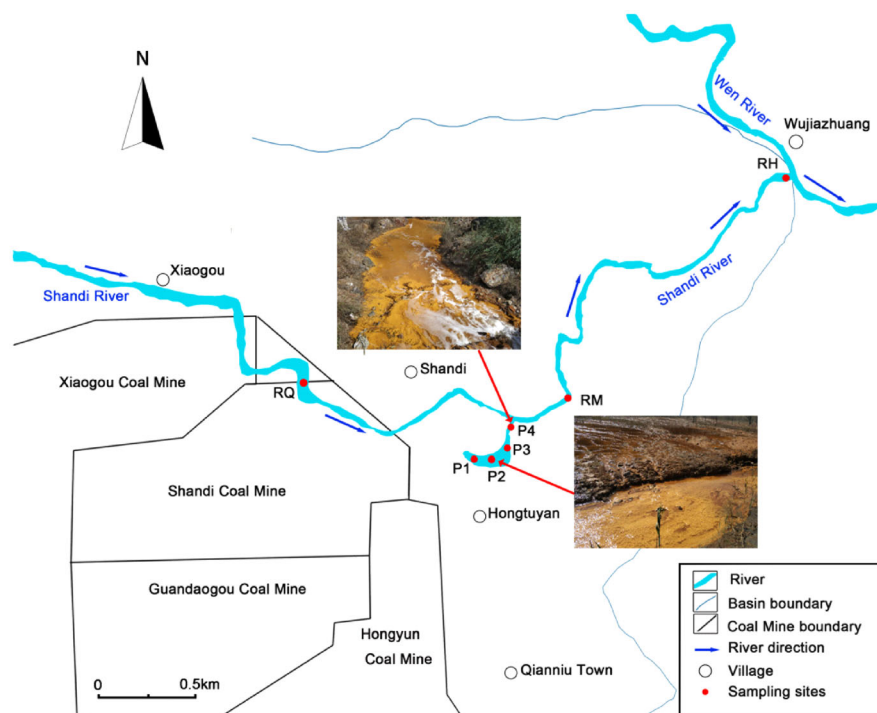 N
Wen River
Wujiazhuang
RH
Xiaogou
Shandi River
Shandi River
Shandi
Xiaogou Coal Mine
RQ
RM
P4
P3
P1
P2
Shandi Coal Mine
Hongtuyan
Guandaogou Coal Mine
Hongyun
Coal Mine
Qianniu Town
0
0.5km
River
Basin boundary
Coal Mine boundary
River direction
Village
Sampling sites